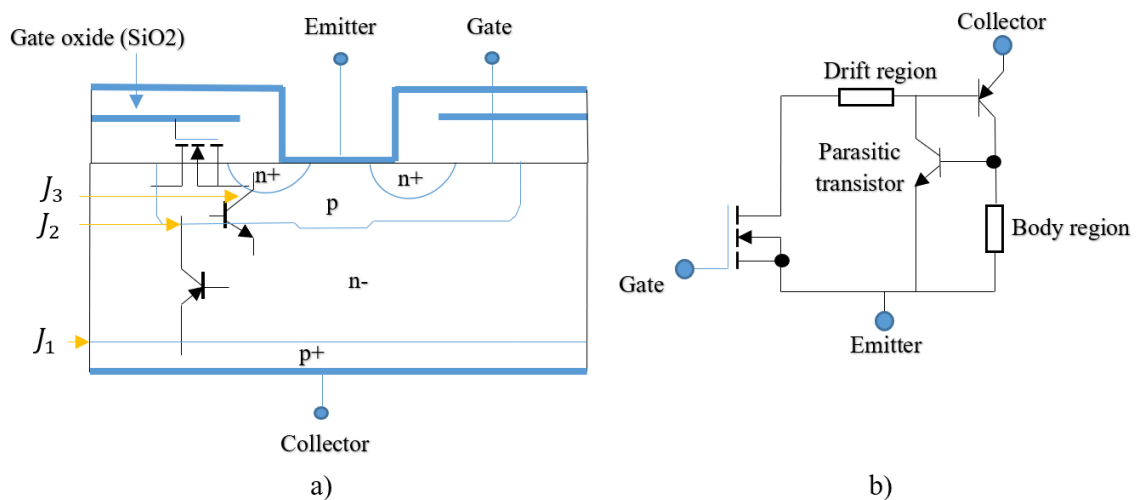 Gate oxide (SiO2)
Emitter
Gate
n+
n+
J3
p
J2
n-
J1
p+
Collector
a)
Collector
Drift region
Parasitic
transistor
Body region
Gate
Emitter
b)